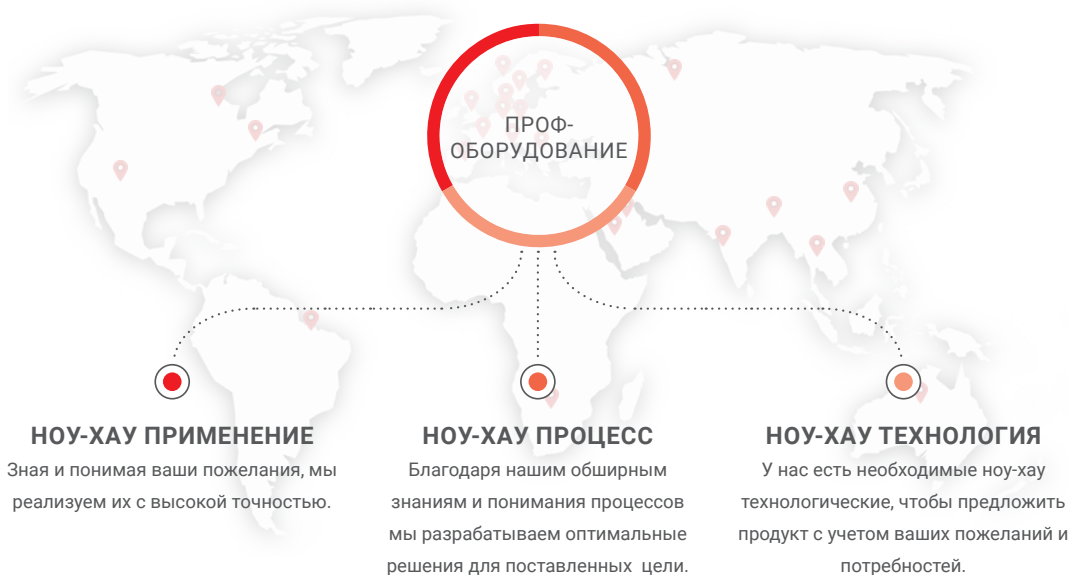 ПРОФ-
ОБОРУДОВАНИЕ
НОУ-ХАУ ПРИМЕНЕНИЕ
Зная и понимая ваши пожелания, мы
реализуем их с высокой точностью.
НОУ-ХАУ ПРОЦЕСС
Благодаря нашим обширным
знаниям и понимания процессов
мы разрабатываем оптимальные
решения для поставленных цели.
НОУ-ХАУ ТЕХНОЛОГИЯ
У нас есть необходимые ноу-хау
технологические, чтобы предложить
продукт с учетом ваших пожеланий и
потребностей.